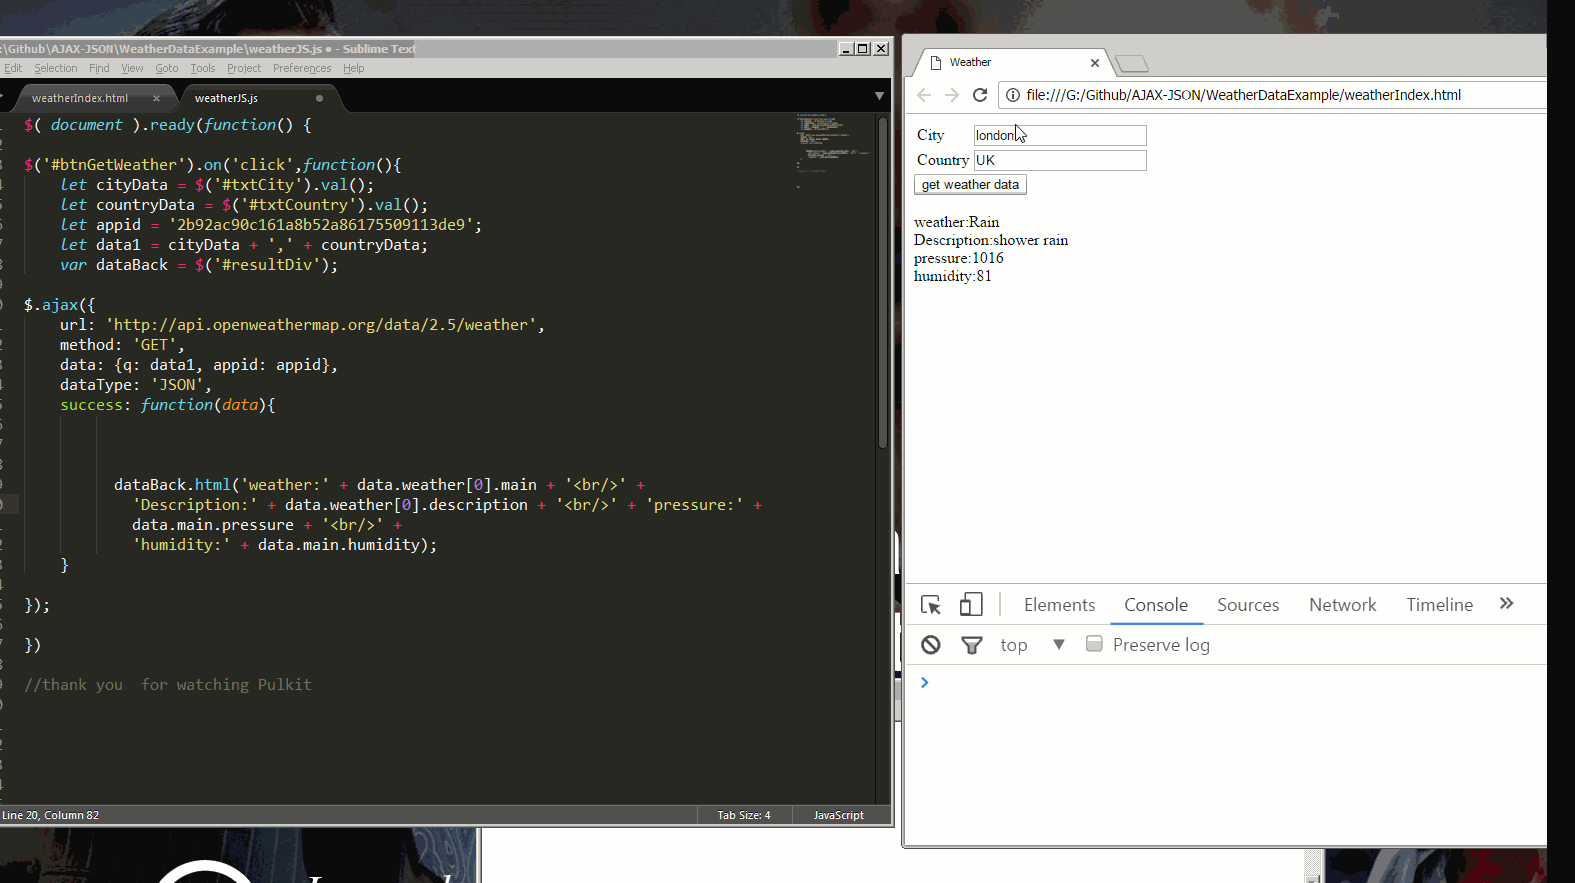 :\Github\AJAX-JSON\WeatherDataExample\weatherJS.js • - Sublime Text
Edit Selection Find View Goto Tools Project Preferences Help
weatherIndex.html × weatherJS.js
$( document ).ready(function() {
$('#btnGetWeather').on('click',function(){
let cityData = $('#txtCity').val();
let countryData = $('#txtCountry').val();
let appid = '2b92ac90c161a8b52a86175509113de9';
let data1 = cityData + ',' + countryData;
var dataBack = $('#resultDiv');
$.ajax({
url: 'http://api.openweathermap.org/data/2.5/weather',
method: 'GET',
data: {q: data1, appid: appid},
dataType: 'JSON',
success: function(data){
dataBack.html('weather:' + data.weather[0].main + '<br/>' +
'Description:' + data.weather[0].description + '<br/>' + 'pressure:' +
data.main.pressure + '<br/>' +
'humidity:' + data.main.humidity);
}
});
})
//thank you  for watching Pulkit
Line 20, Column 82
Tab Size: 4
JavaScript
Weather
file:///G:/Github/AJAX-JSON/WeatherDataExample/weatherIndex.html
City london
Country UK
get weather data
weather:Rain
Description:shower rain
pressure:1016
humidity:81
Elements Console Sources Network Timeline »
top ▼ Preserve log
>